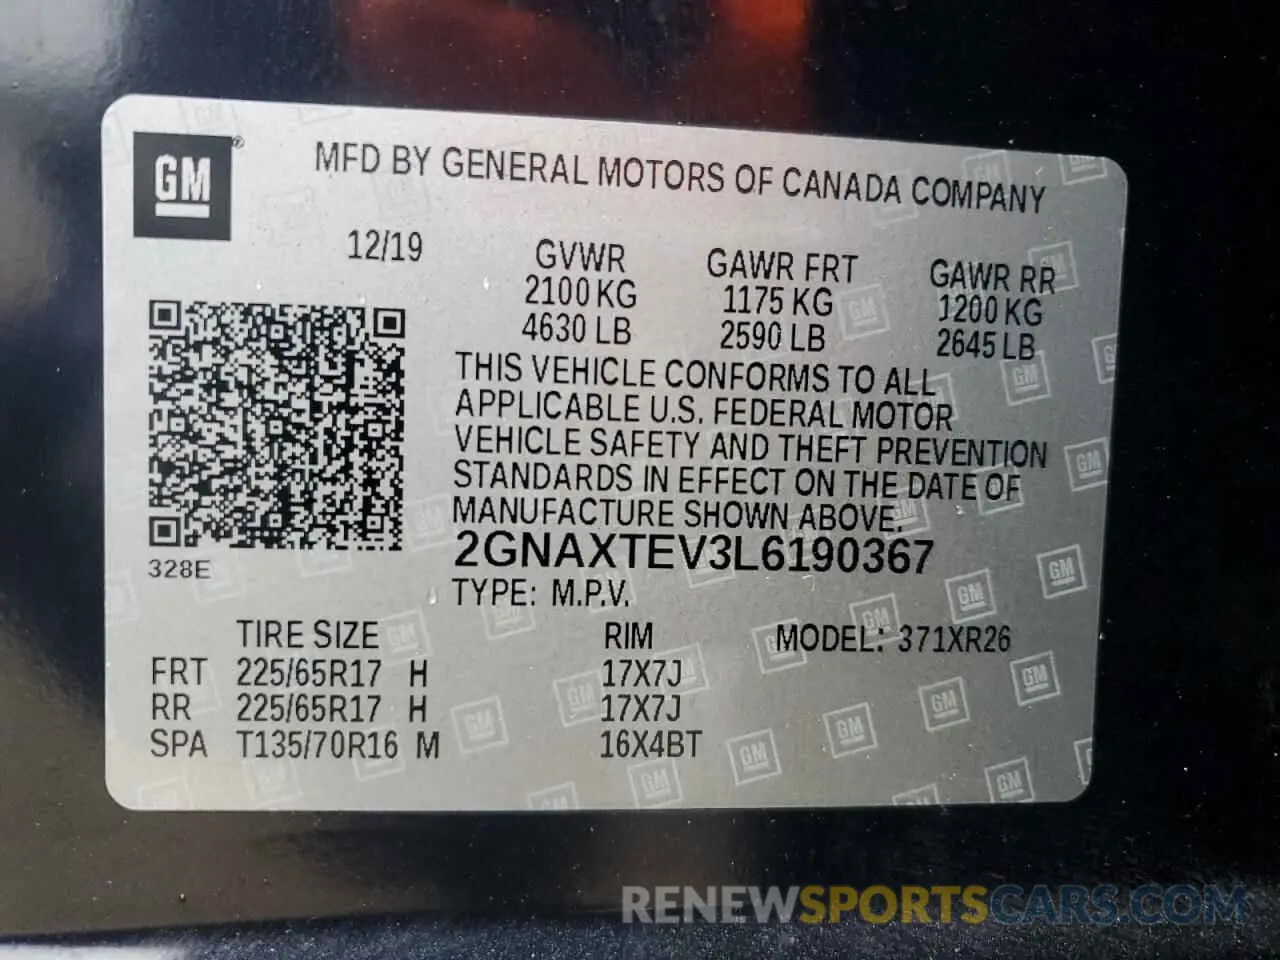 GM
MFD BY GENERAL MOTORS OF CANADA COMPANY
12/19
GVWR GAWR FRT GAWR RR
2100 KG 1175 KG 1200 KG
4630 LB 2590 LB 2645 LB
THIS VEHICLE CONFORMS TO ALL
APPLICABLE U.S. FEDERAL MOTOR
VEHICLE SAFETY AND THEFT PREVENTION
STANDARDS IN EFFECT ON THE DATE OF
MANUFACTURE SHOWN ABOVE.
328E
2GNAXTEV3L6190367
TYPE: M.P.V.
TIRE SIZE RIM MODEL: 371XR26
FRT 225/65R17 H 17X7J
RR 225/65R17 H 17X7J
SPA T135/70R16 M 16X4BT
RENEWSPORTSCARS.COM